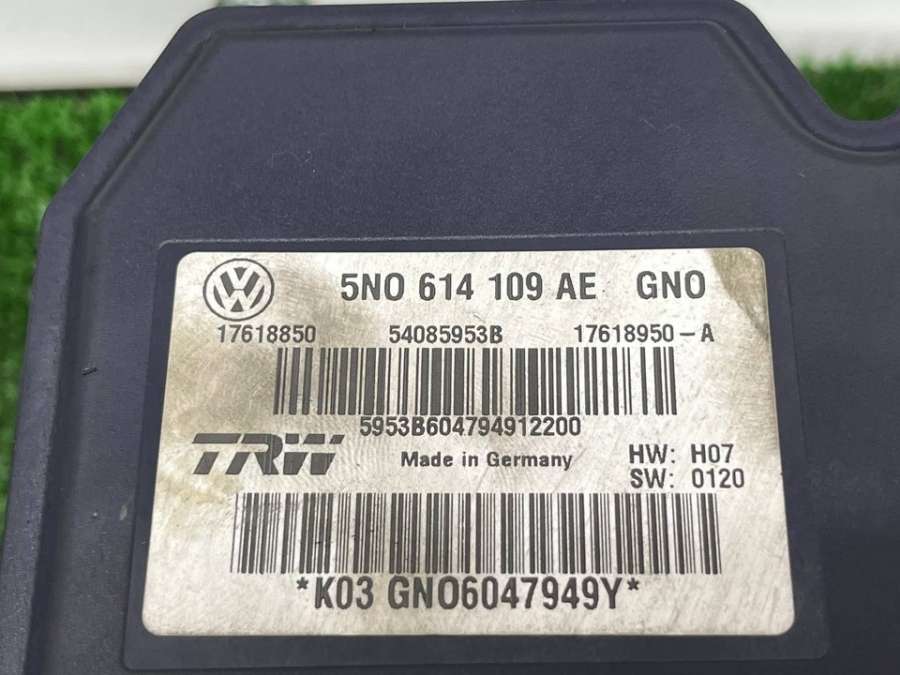 5N0 614 109 AE GNO
17618850 54085953B 17618950-A
5953B604794912200
TRW Made in Germany HW: H07
SW: 0120
*K03 GNO6047949Y*